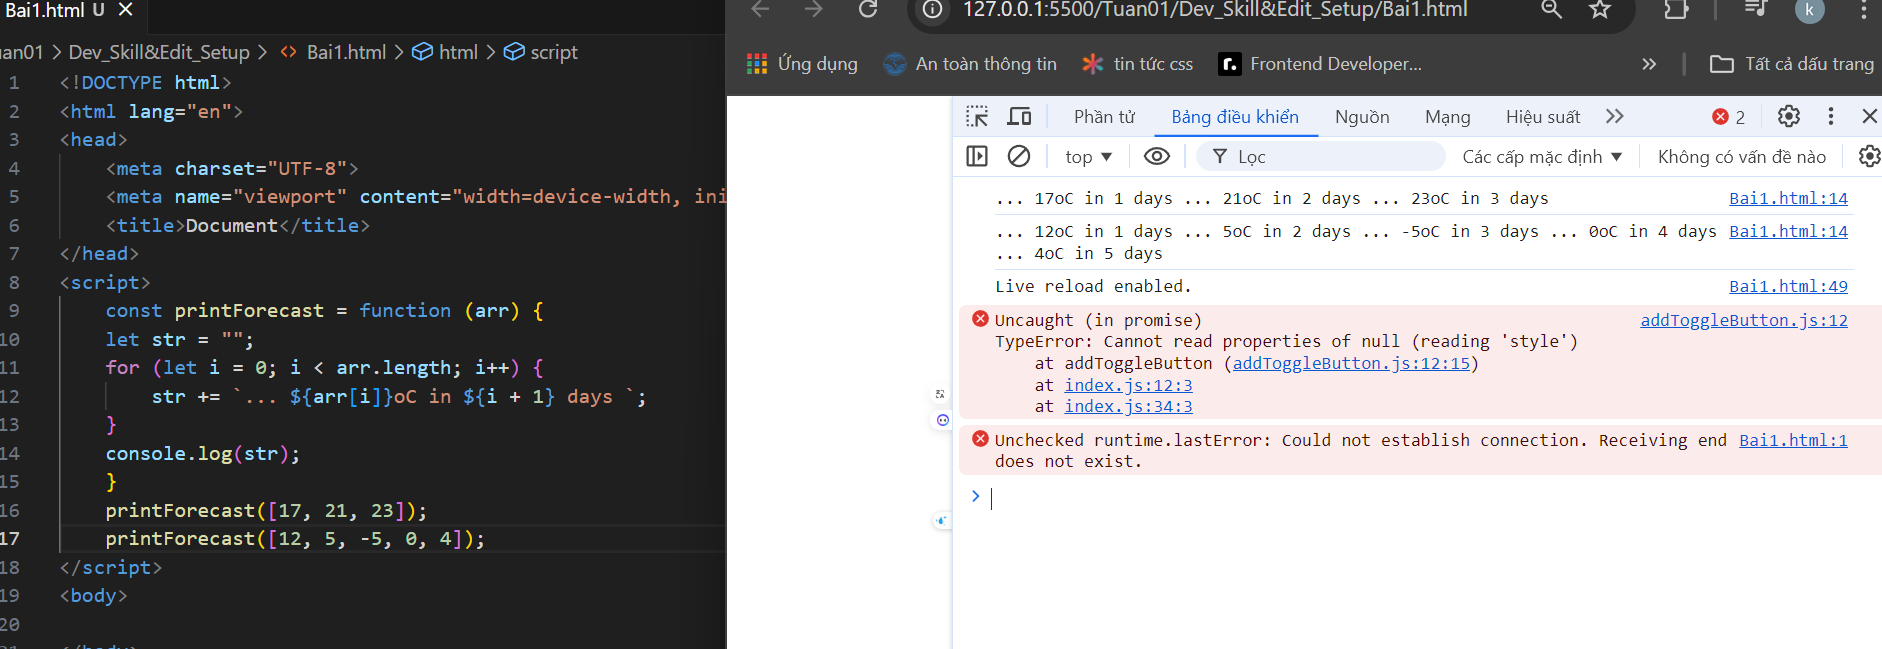 Bai1.html U
uan01 > Dev_Skill&Edit_Setup > <> Bai1.html > html > script
1 <!DOCTYPE html>
2 <html lang="en">
3 <head>
4 <meta charset="UTF-8">
5 <meta name="viewport" content="width=device-width, ini
6 <title>Document</title>
7 </head>
8 <script>
9 const printForecast = function (arr) {
10 let str = "";
11 for (let i = 0; i < arr.length; i++) {
12 str += `... ${arr[i]}oC in ${i + 1} days `;
13 }
14 console.log(str);
15 }
16 printForecast([17, 21, 23]);
17 printForecast([12, 5, -5, 0, 4]);
18 </script>
19 <body>
20
127.0.0.1:5500/Tuan01/Dev_Skill&Edit_Setup/Bai1.html
k
Ứng dụng An toàn thông tin tin tức css r. Frontend Developer... » Tất cả dấu trang
Phần tử Bảng điều khiển Nguồn Mạng Hiệu suất » 2
top ▼ Lọc Các cấp mặc định ▼ Không có vấn đề nào
... 17oC in 1 days ... 21oC in 2 days ... 23oC in 3 days Bai1.html:14
... 12oC in 1 days ... 5oC in 2 days ... -5oC in 3 days ... 0oC in 4 days Bai1.html:14
... 4oC in 5 days
Live reload enabled. Bai1.html:49
Uncaught (in promise) addToggleButton.js:12
TypeError: Cannot read properties of null (reading 'style')
at addToggleButton (addToggleButton.js:12:15)
at index.js:12:3
at index.js:34:3
Unchecked runtime.lastError: Could not establish connection. Receiving end Bai1.html:1
does not exist.
>